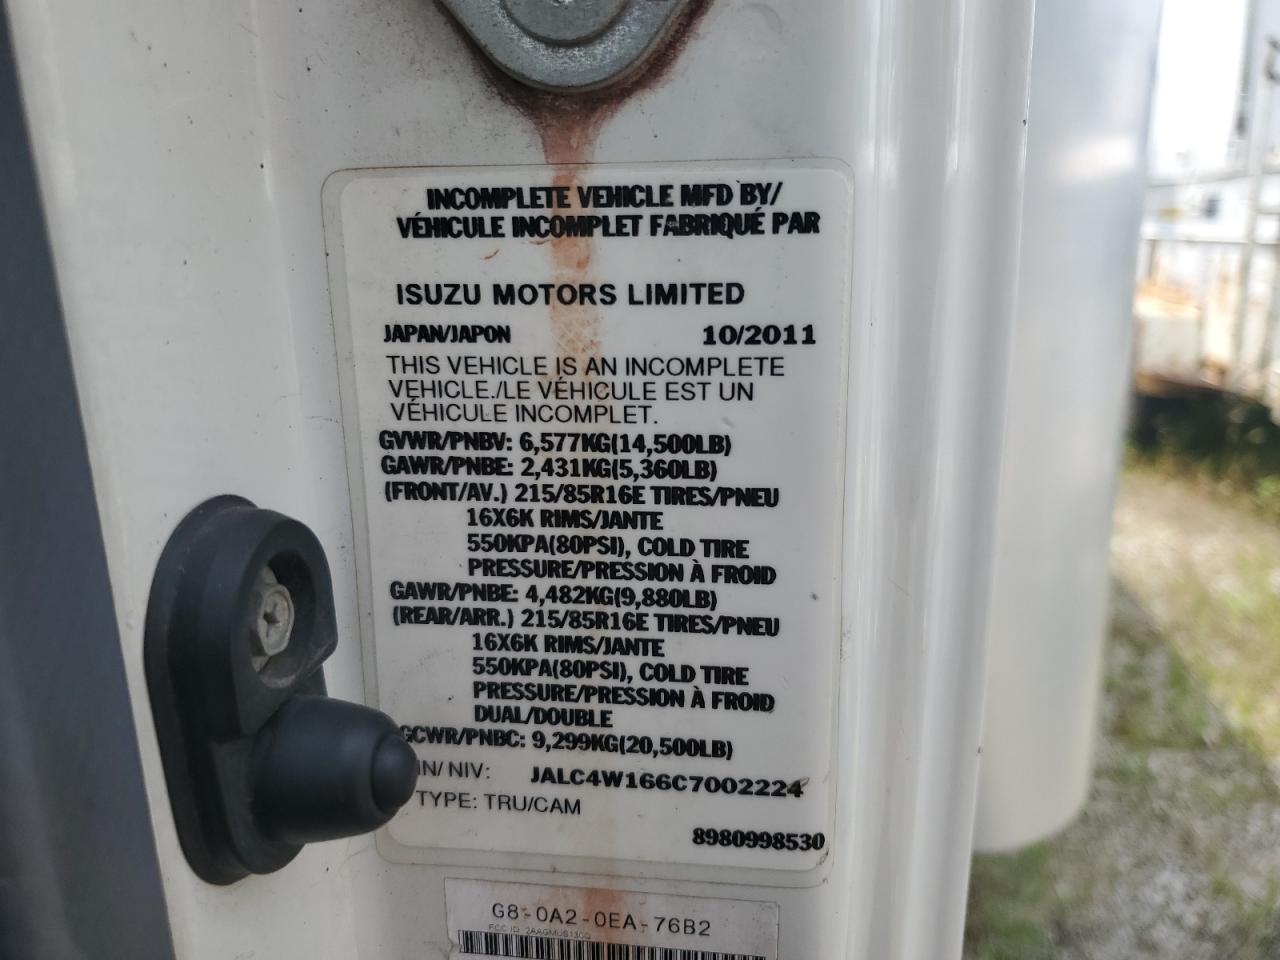 INCOMPLETE VEHICLE MFD BY/
VÉHICULE INCOMPLET FABRIQUÉ PAR
ISUZU MOTORS LIMITED
JAPAN/JAPON 10/2011
THIS VEHICLE IS AN INCOMPLETE
VEHICLE./LE VÉHICULE EST UN
VÉHICULE INCOMPLET.
GVWR/PNBV: 6,577KG(14,500LB)
GAWR/PNBE: 2,431KG(5,360LB)
(FRONT/AV.) 215/85R16E TIRES/PNEU
16X6K RIMS/JANTE
550KPA(80PSI), COLD TIRE
PRESSURE/PRESSION À FROID
GAWR/PNBE: 4,482KG(9,880LB)
(REAR/ARR.) 215/85R16E TIRES/PNEU
16X6K RIMS/JANTE
550KPA(80PSI), COLD TIRE
PRESSURE/PRESSION À FROID
DUAL/DOUBLE
GCWR/PNBC: 9,299KG(20,500LB)
IN/NIV: JALC4W166C7002224
TYPE: TRU/CAM
8980998530
G8-0A2-0EA-76B2
FCC ID: